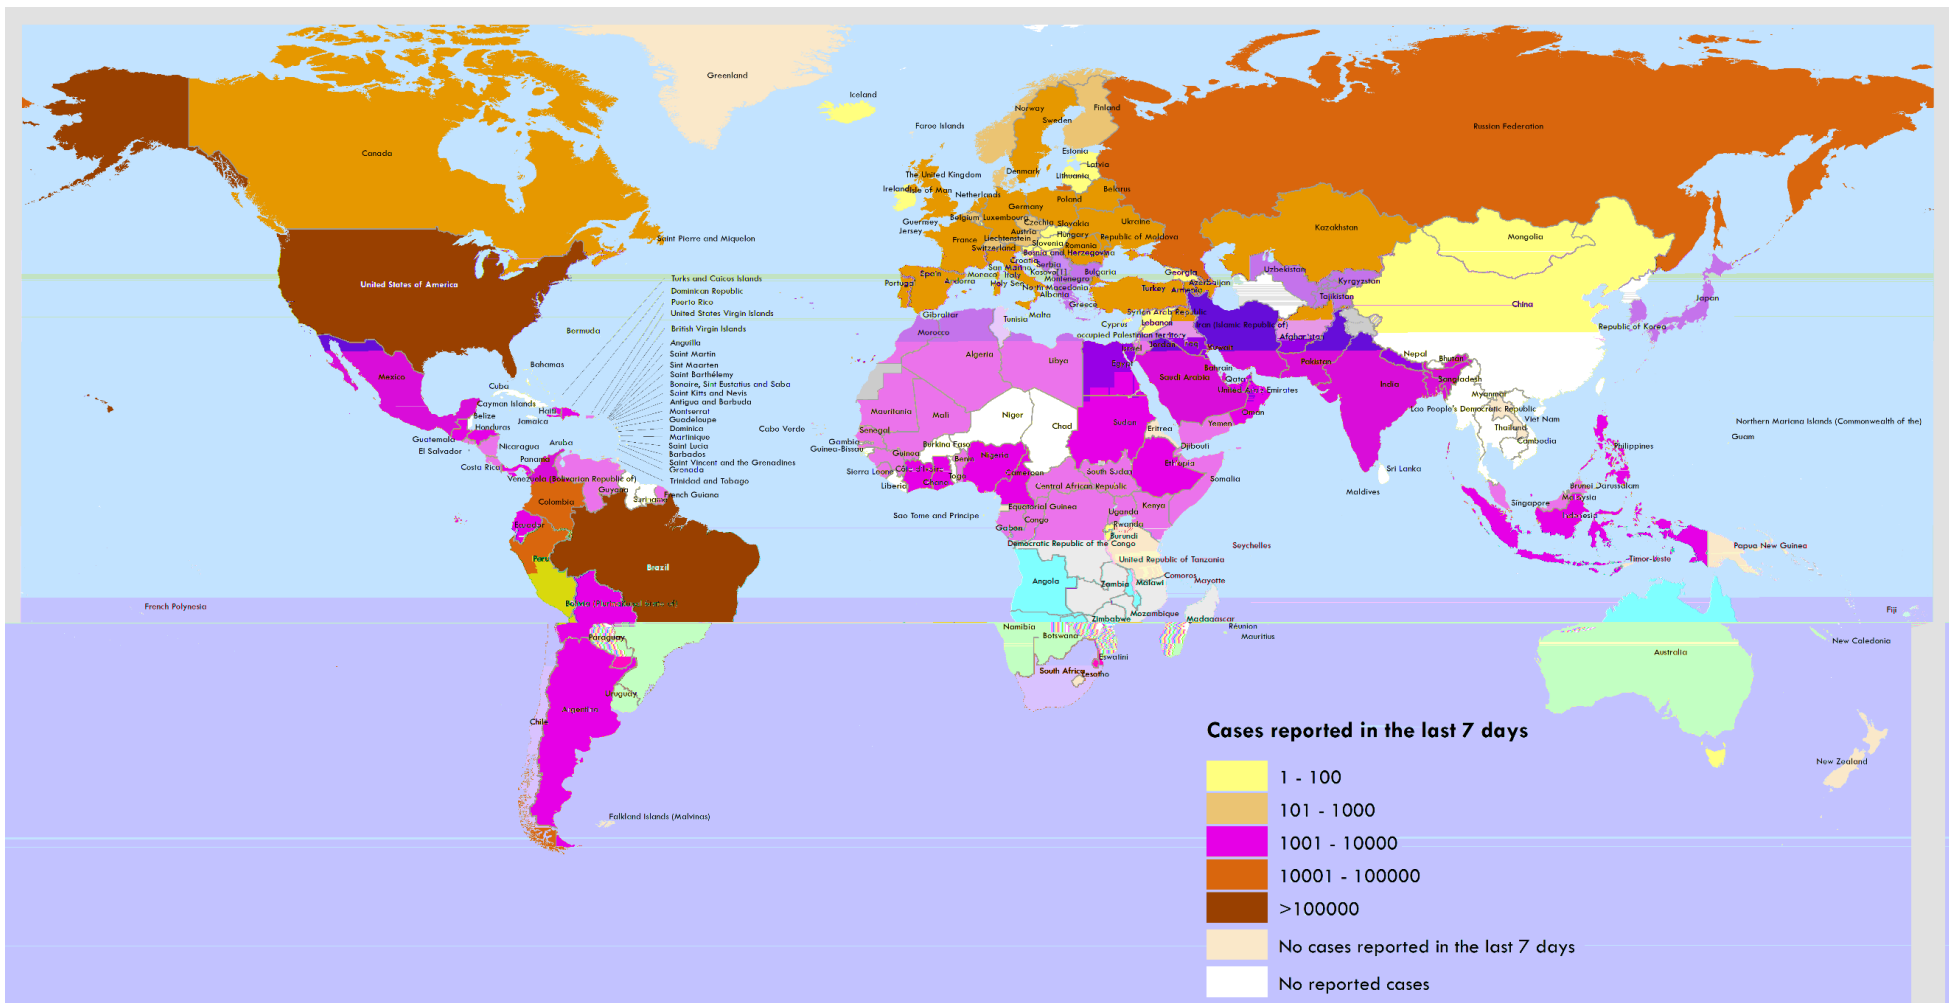 Greenland
Iceland
Faroe Islands
Norway
Sweden
Finland
Russian Federation
Canada
Estonia
Latvia
Lithuania
Denmark
The United Kingdom
Isle of Man
Ireland
Netherlands
Belarus
Poland
Germany
Guernsey
Jersey
Belgium
Luxembourg
Czechia
Slovakia
Ukraine
Austria
Hungary
Republic of Moldova
France
Liechtenstein
Switzerland
Slovenia
Romania
Bosnia and Herzegovina
Kazakhstan
Mongolia
Saint Pierre and Miquelon
Croatia
Serbia
San Marino
Kosovo[1]
Bulgaria
Monaco
Italy
Montenegro
Holy See
Andorra
Portugal
North Macedonia
Albania
Greece
Georgia
Azerbaijan
Armenia
Turkey
Uzbekistan
Kyrgyzstan
Tajikistan
China
Japan
Republic of Korea
United States of America
Turks and Caicos Islands
Dominican Republic
Puerto Rico
United States Virgin Islands
British Virgin Islands
Anguilla
Saint Martin
Sint Maarten
Saint Barthélemy
Bonaire, Sint Eustatius and Saba
Saint Kitts and Nevis
Antigua and Barbuda
Montserrat
Guadeloupe
Dominica
Martinique
Saint Lucia
Barbados
Saint Vincent and the Grenadines
Grenada
Trinidad and Tobago
Bermuda
Bahamas
Cuba
Mexico
Cayman Islands
Haiti
Belize
Jamaica
Honduras
Guatemala
El Salvador
Nicaragua
Aruba
Costa Rica
Panama
Venezuela (Bolivarian Republic of)
Guyana
Suriname
French Guiana
Colombia
Ecuador
Peru
Brazil
Paraguay
Uruguay
Chile
Argentina
Falkland Islands (Malvinas)
French Polynesia
Gibraltar
Malta
Tunisia
Morocco
Algeria
Libya
Egypt
Cyprus
Syrian Arab Republic
Lebanon
occupied Palestinian territory
Israel
Jordan
Kuwait
Iran (Islamic Republic of)
Afghanistan
Pakistan
India
Nepal
Bhutan
Bangladesh
Myanmar
Lao People's Democratic Republic
Viet Nam
Thailand
Cambodia
Philippines
Sri Lanka
Maldives
Saudi Arabia
Bahrain
Qatar
United Arab Emirates
Oman
Yemen
Mauritania
Mali
Niger
Chad
Sudan
Eritrea
Djibouti
Cabo Verde
Senegal
Gambia
Guinea-Bissau
Guinea
Burkina Faso
Sierra Leone
Liberia
Ghana
Togo
Benin
Nigeria
Cameroon
South Sudan
Ethiopia
Somalia
Central African Republic
Equatorial Guinea
Sao Tome and Principe
Gabon
Congo
Uganda
Kenya
Rwanda
Burundi
Democratic Republic of the Congo
United Republic of Tanzania
Seychelles
Comoros
Mayotte
Angola
Zambia
Malawi
Mozambique
Zimbabwe
Madagascar
Réunion
Mauritius
Namibia
Botswana
Eswatini
South Africa
Lesotho
Brunei Darussalam
Malaysia
Singapore
Indonesia
Timor-Leste
Papua New Guinea
Northern Mariana Islands (Commonwealth of the)
Guam
Fiji
New Caledonia
Australia
New Zealand
Cases reported in the last 7 days
1 - 100
101 - 1000
1001 - 10000
10001 - 100000
>100000
No cases reported in the last 7 days
No reported cases